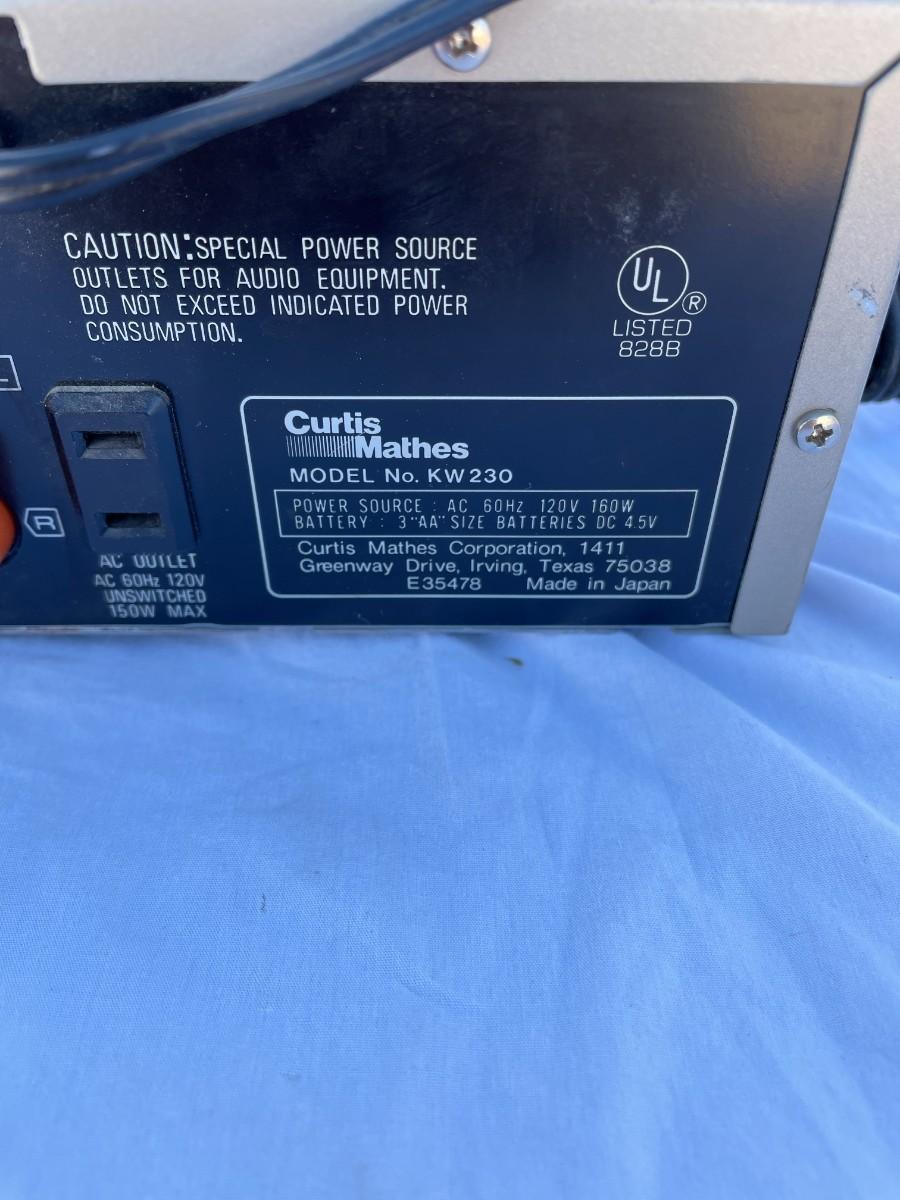 CAUTION:SPECIAL POWER SOURCE
OUTLETS FOR AUDIO EQUIPMENT.
DO NOT EXCEED INDICATED POWER
CONSUMPTION.
UL ®
LISTED
828B
R
AC OUTLET
AC 60Hz 120V
UNSWITCHED
150W MAX
Curtis
Mathes
MODEL No. KW230
POWER SOURCE : AC 60Hz 120V 160W
BATTERY : 3"AA"SIZE BATTERIES DC 4.5V
Curtis Mathes Corporation, 1411
Greenway Drive, Irving, Texas 75038
E35478 Made in Japan